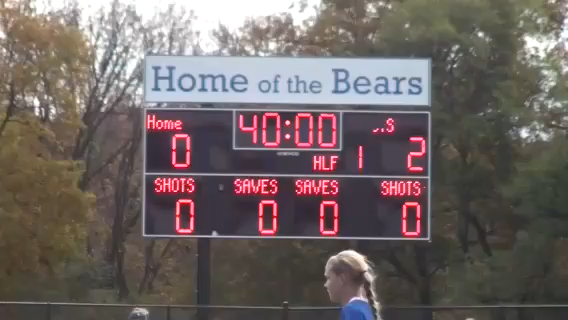 Home of the Bears
Home 40:00 .S
0 HLF 1 2
SHOTS SAVES SAVES SHOTS
0 0 0 0